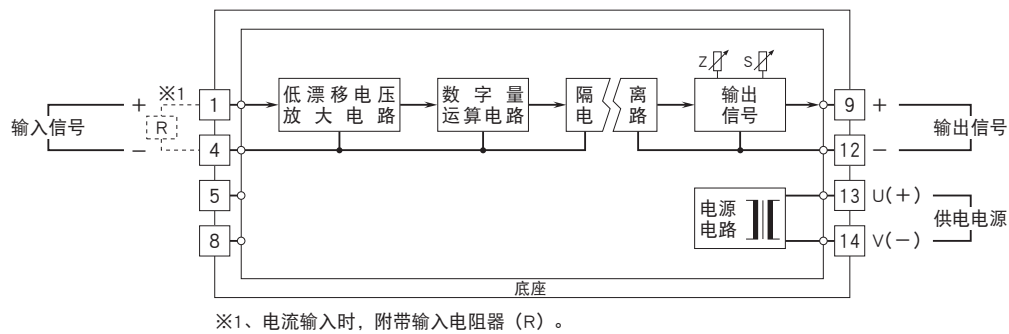 ※1
1
+
R
输入信号
−
4
5
8
低漂移电压
放大电路
数字量
运算电路
隔 离
电 路
Z
S
输出
信号
9
+
输出信号
12
−
电源
电路
13
U(+)
供电电源
14
V(−)
底座
※1、电流输入时，附带输入电阻器（R）。